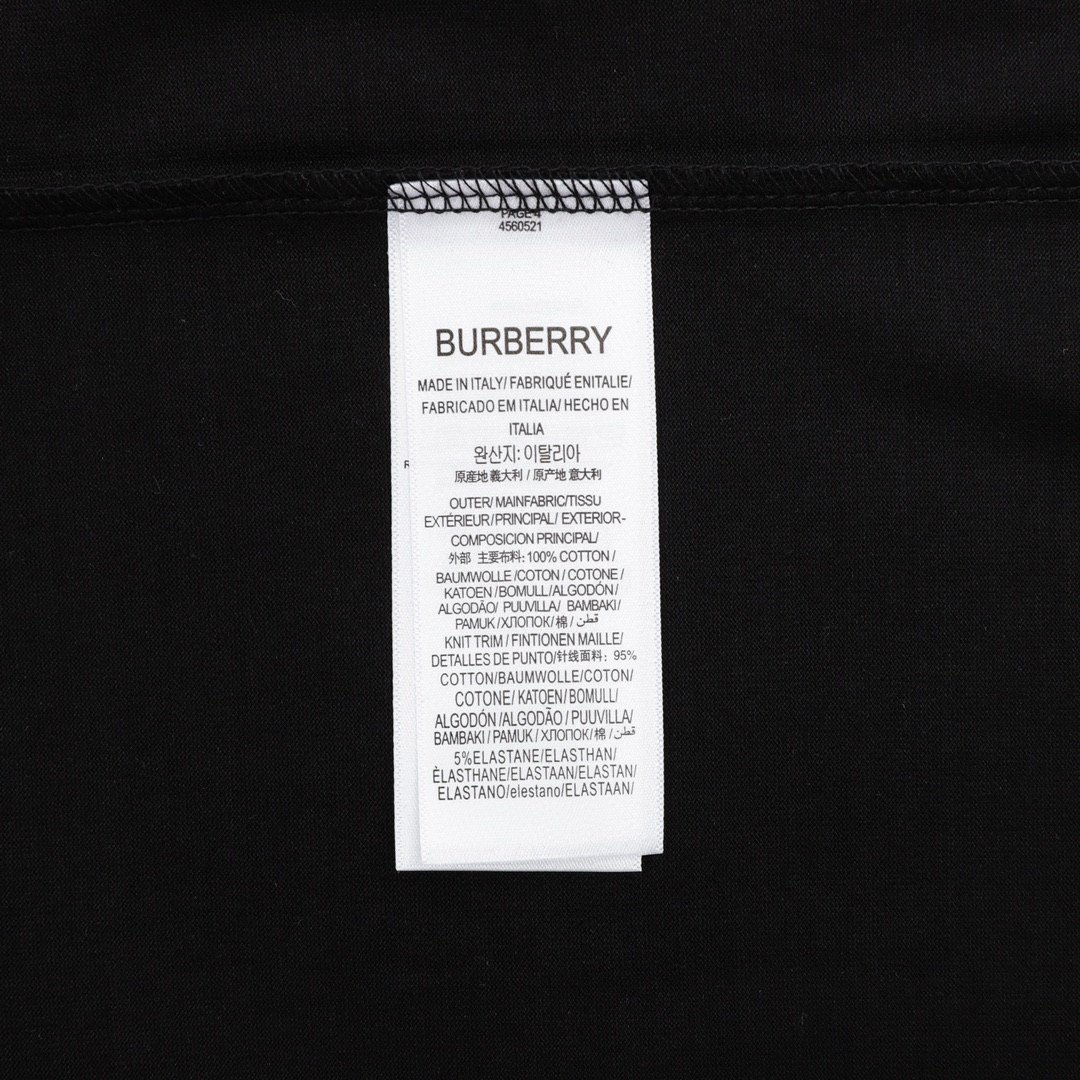 PAGE 4
4560521
BURBERRY
MADE IN ITALY/ FABRIQUÉ ENITALIE/
FABRICADO EM ITALIA/ HECHO EN
ITALIA
완산지: 이탈리아
原産地 義大利 / 原产地 意大利
OUTER/ MAINFABRIC/TISSU
EXTÉRIEUR/PRINCIPAL/ EXTERIOR-
COMPOSICION PRINCIPAL/
外部 主要布料: 100% COTTON /
BAUMWOLLE /COTON / COTONE /
KATOEN /BOMULL/ALGODÓN/
ALGODÃO/ PUUVILLA/ BAMBAKI/
PAMUK /ХЛОПОК/ 棉/ قطن
KNIT TRIM / FINTIONEN MAILLE/
DETALLES DE PUNTO/针线面料: 95%
COTTON/BAUMWOLLE/COTON/
COTONE/ KATOEN/BOMULL/
ALGODÓN /ALGODÃO / PUUVILLA/
BAMBAKI / PAMUK / ХЛОПОК/棉/ قطن
5%ELASTANE/ELASTHAN/
ÈLASTHANE/ELASTAAN/ELASTAN/
ELASTANO/elestano/ELASTAAN/
R